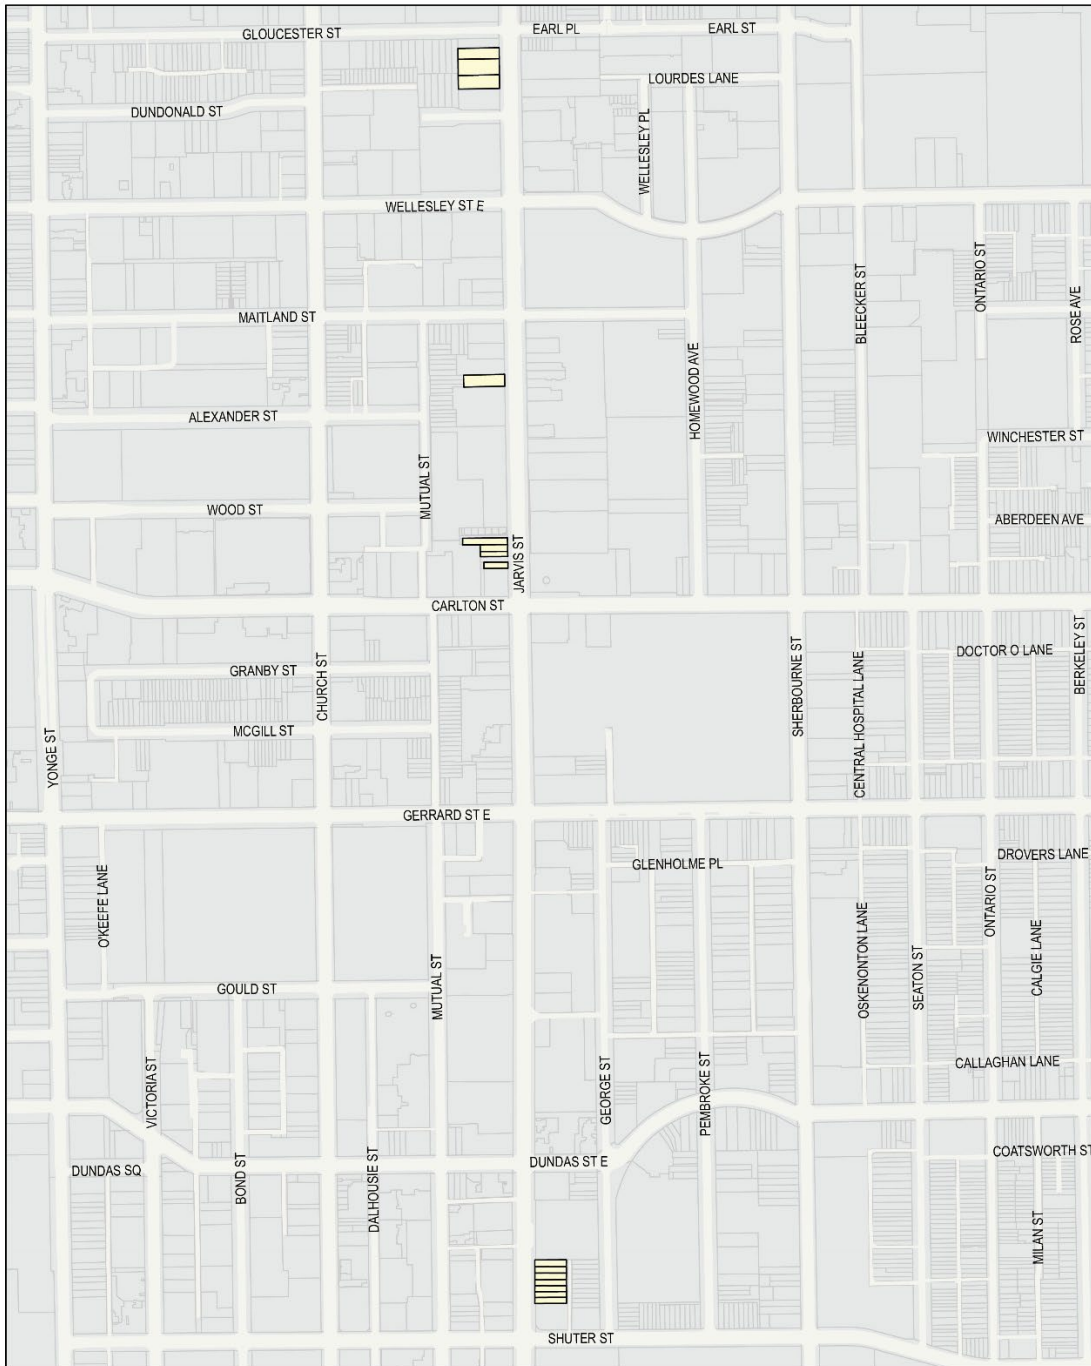 GLOUCESTER ST
EARL PL
EARL ST
LOURDES LANE
DUNDONALD ST
WELLESLEY PL
WELLESLEY ST E
BLEECKER ST
ONTARIO ST
ROSE AVE
MAITLAND ST
HOMEWOOD AVE
ALEXANDER ST
WINCHESTER ST
MUTUAL ST
WOOD ST
ABERDEEN AVE
JARVIS ST
CARLTON ST
CHURCH ST
SHERBOURNE ST
CENTRAL HOSPITAL LANE
DOCTOR O LANE
BERKELEY ST
GRANBY ST
MCGILL ST
YONGE ST
GERRARD ST E
O'KEEFE LANE
GLENHOLME PL
DROVERS LANE
ONTARIO ST
OSKENONTON LANE
SEATON ST
CALGIE LANE
MUTUAL ST
GOULD ST
VICTORIA ST
GEORGE ST
PEMBROKE ST
CALLAGHAN LANE
DUNDAS SQ
BOND ST
DALHOUSIE ST
DUNDAS ST E
COATSWORTH ST
MILAN ST
SHUTER ST